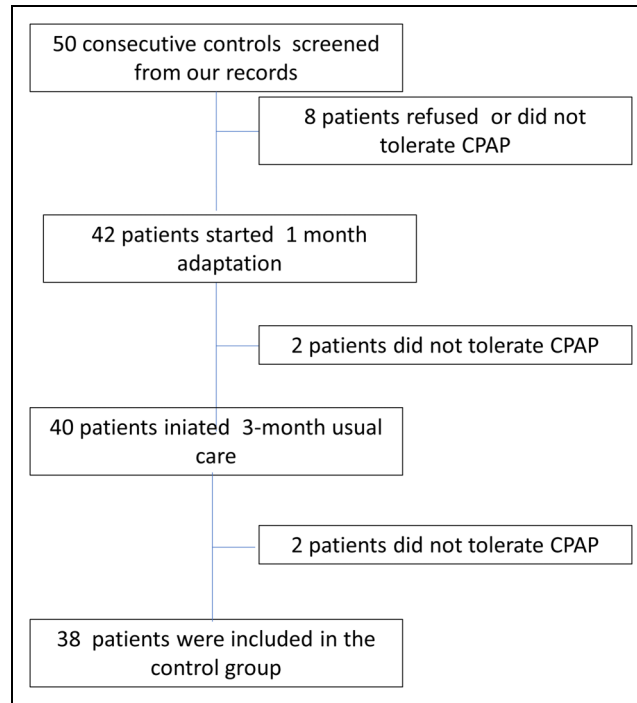 50 consecutive controls  screened
from our records
8 patients refused  or did not
tolerate CPAP
42 patients started  1 month
adaptation
2 patients did not tolerate CPAP
40 patients iniated  3-month usual
care
2 patients did not tolerate CPAP
38  patients were included in the
control group